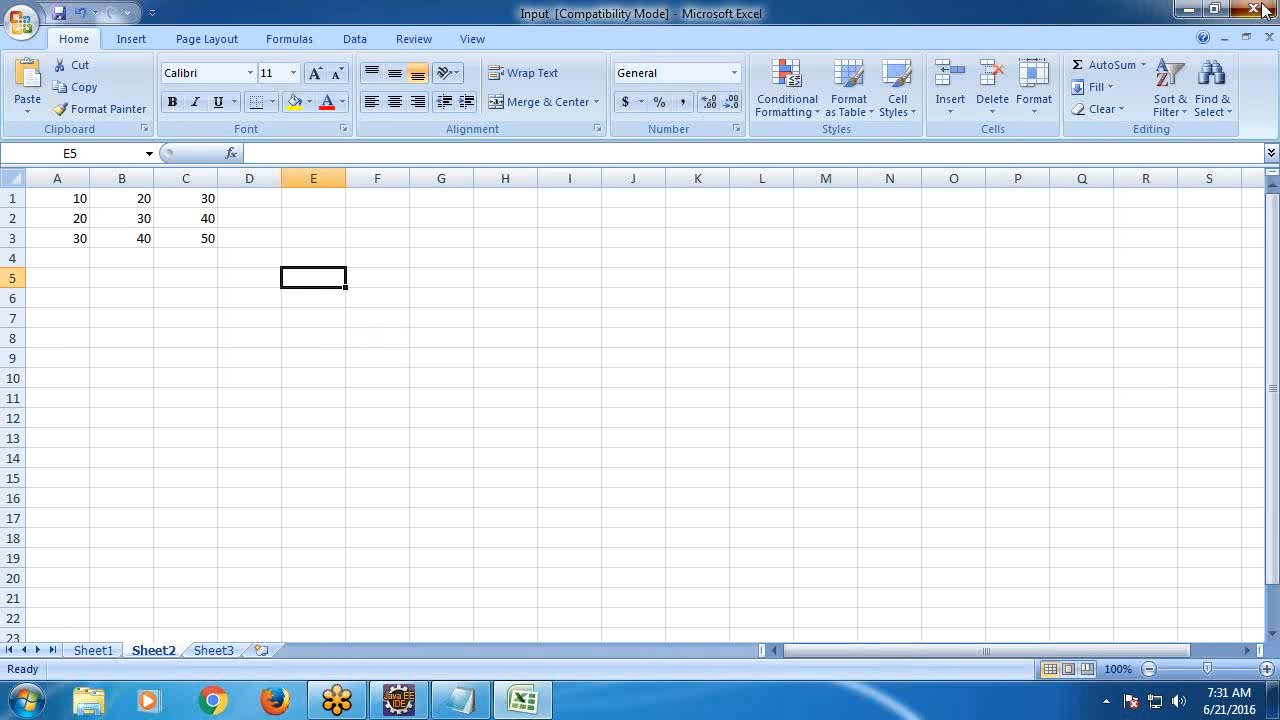 Input [Compatibility Mode] - Microsoft Excel
Home Insert Page Layout Formulas Data Review View
Paste Cut Copy Format Painter
Clipboard
Calibri 11
B I U
Font
Wrap Text
Merge & Center
Alignment
General
$ % ,
Number
Conditional Formatting Format as Table Cell Styles
Styles
Insert Delete Format
Cells
Σ AutoSum
Fill
Clear
Sort & Filter Find & Select
Editing
E5 fx
A B C D E F G H I J K L M N O P Q R S
1 10 20 30
2 20 30 40
3 30 40 50
4
5
6
7
8
9
10
11
12
13
14
15
16
17
18
19
20
21
22
23
Sheet1 Sheet2 Sheet3
Ready 100%
Java EE IDE
7:31 AM
6/21/2016